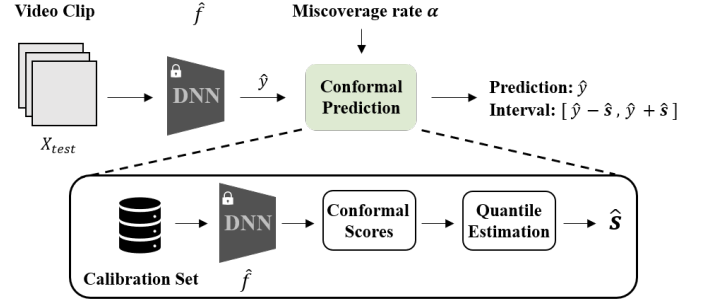 Video Clip
f̂
Miscoverage rate α
DNN
ŷ
Conformal
Prediction
Prediction: ŷ
Interval: [ ŷ − ŝ , ŷ + ŝ ]
X_test
DNN
Conformal
Scores
Quantile
Estimation
ŝ
Calibration Set
f̂